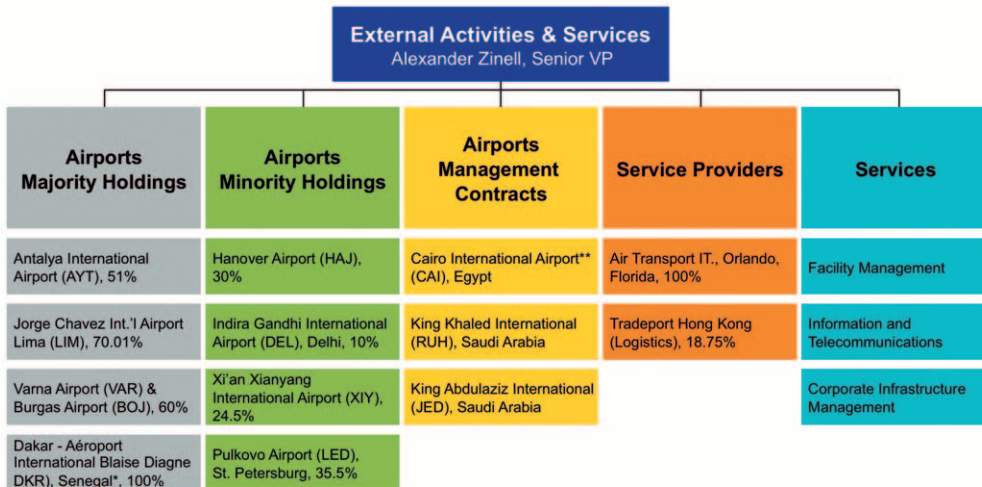 External Activities & Services
Alexander Zinell, Senior VP
Airports
Majority Holdings
Antalya International
Airport (AYT), 51%
Jorge Chavez Int.'l Airport
Lima (LIM), 70.01%
Varna Airport (VAR) &
Burgas Airport (BOJ), 60%
Dakar - Aéroport
International Blaise Diagne
DKR), Senegal*, 100%
Airports
Minority Holdings
Hanover Airport (HAJ),
30%
Indira Gandhi International
Airport (DEL), Delhi, 10%
Xi'an Xianyang
International Airport (XIY),
24.5%
Pulkovo Airport (LED),
St. Petersburg, 35.5%
Airports
Management
Contracts
Cairo International Airport**
(CAI), Egypt
King Khaled International
(RUH), Saudi Arabia
King Abdulaziz International
(JED), Saudi Arabia
Service Providers
Air Transport IT., Orlando,
Florida, 100%
Tradeport Hong Kong
(Logistics), 18.75%
Services
Facility Management
Information and
Telecommunications
Corporate Infrastructure
Management